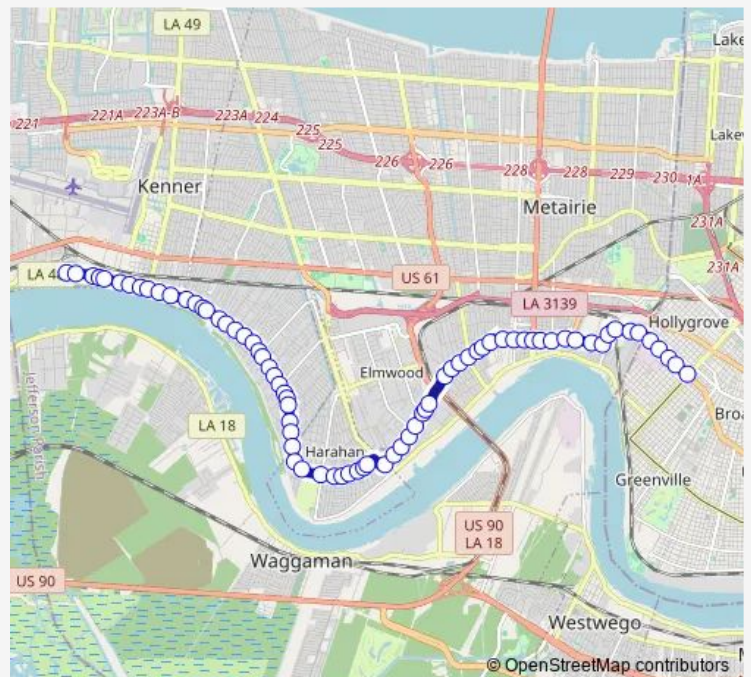 LA 49
Lake
221
221A
223A-B
223A
224
225
225
226
226
228
228
229
230
1A
Kenner
Metairie
231A
231A
LA 4
US 61
LA 3139
Hollygrove
Elmwood
Jefferson Parish
LA 18
Harahan
Broa
Greenville
US 90
LA 18
Waggaman
US 90
Westwego
© OpenStreetMap contributors